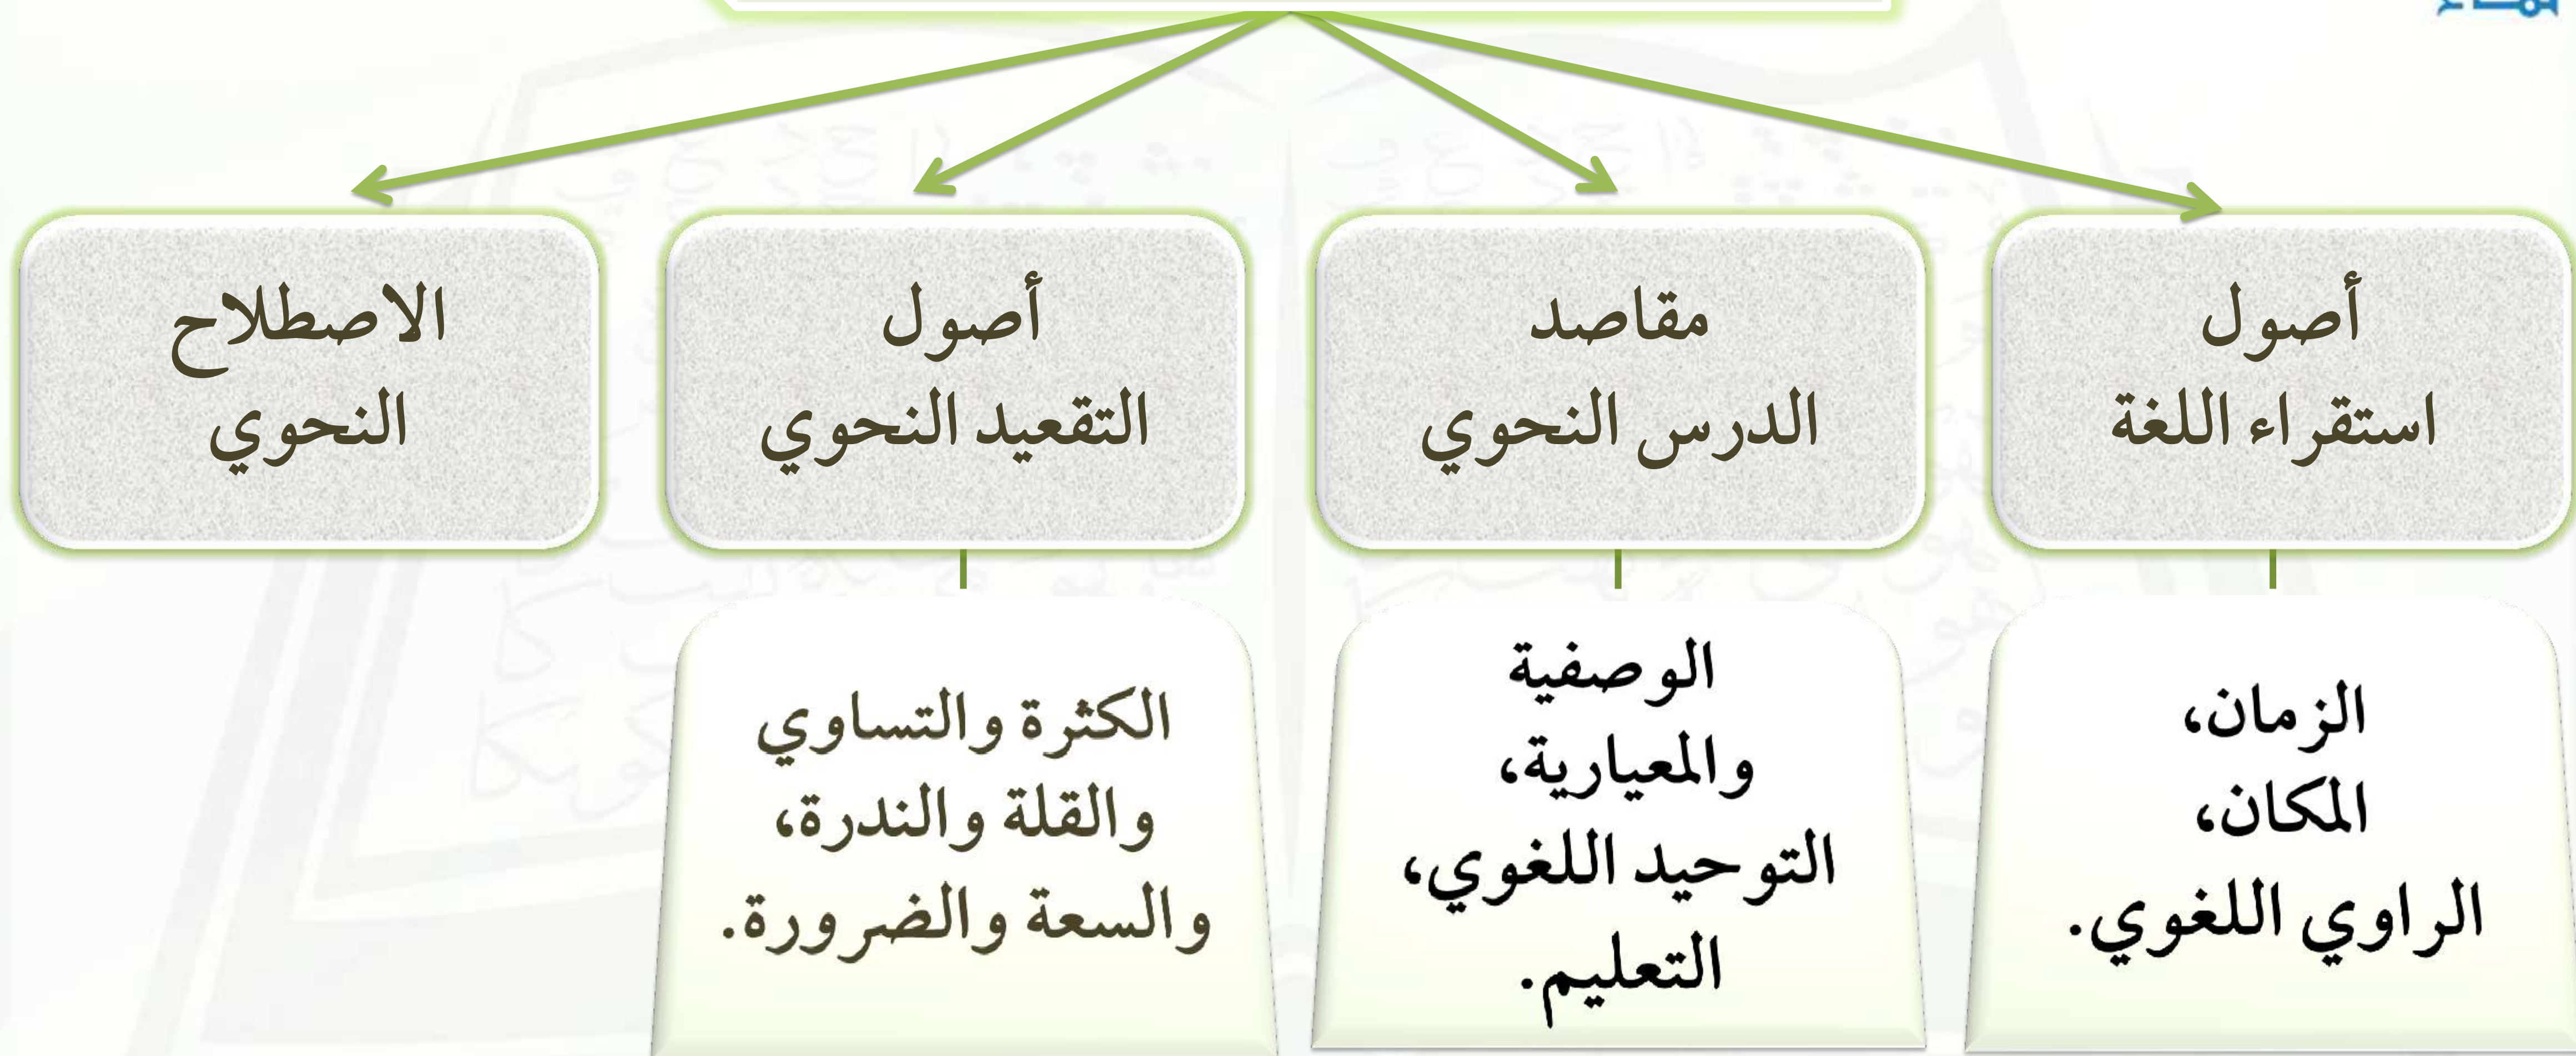 أصول
استقراء اللغة
مقاصد
الدرس النحوي
أصول
التقعيد النحوي
الاصطلاح
النحوي
الزمان،
المكان،
الراوي اللغوي.
الوصفية
والمعيارية،
التوحيد اللغوي،
التعليم.
الكثرة والتساوي
والقلة والندرة،
والسعة والضرورة.